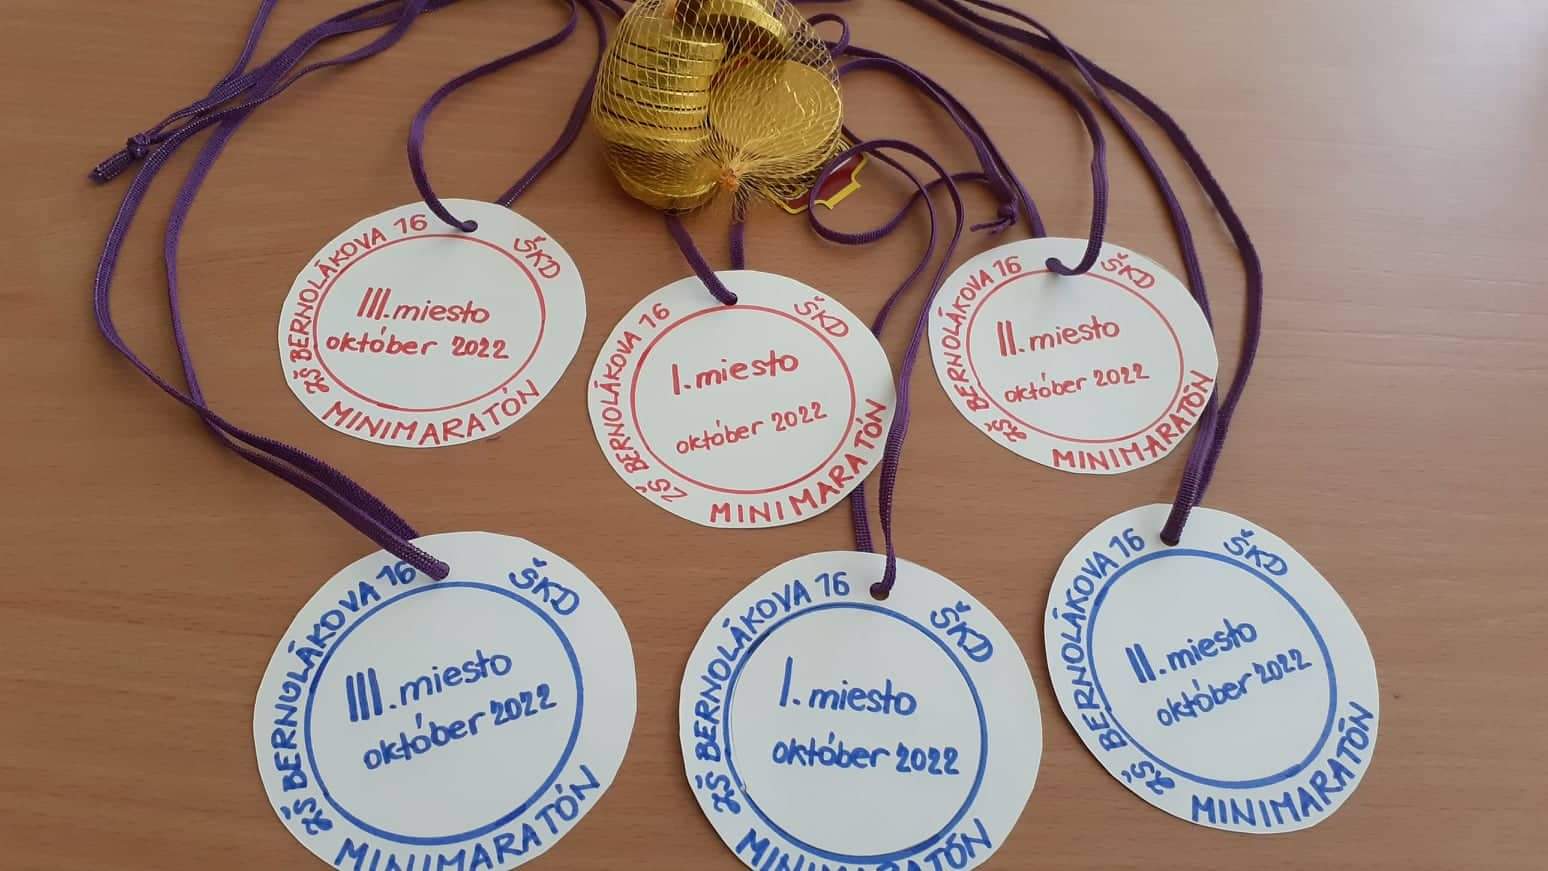 ZŠ BERNOLÁKOVA 16 ŠKD
III. miesto
október 2022
MINIMARATÓN
ZŠ BERNOLÁKOVA 16 ŠKD
I. miesto
október 2022
MINIMARATÓN
ZŠ BERNOLÁKOVA 16 ŠKD
II. miesto
október 2022
MINIMARATÓN
ZŠ BERNOLÁKOVA 16 ŠKD
III. miesto
október 2022
MINIMARATÓN
ZŠ BERNOLÁKOVA 16 ŠKD
I. miesto
október 2022
MINIMARATÓN
ZŠ BERNOLÁKOVA 16 ŠKD
II. miesto
október 2022
MINIMARATÓN